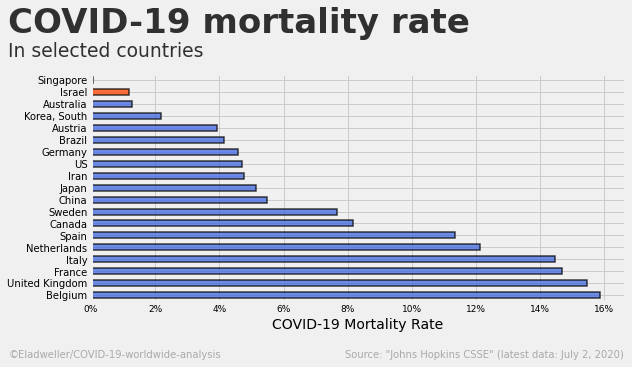 COVID-19 mortality rate
In selected countries
Singapore
Israel
Australia
Korea, South
Austria
Brazil
Germany
US
Iran
Japan
China
Sweden
Canada
Spain
Netherlands
Italy
France
United Kingdom
Belgium
0% 2% 4% 6% 8% 10% 12% 14% 16%
COVID-19 Mortality Rate
©Eladweller/COVID-19-worldwide-analysis Source: "Johns Hopkins CSSE" (latest data: July 2, 2020)